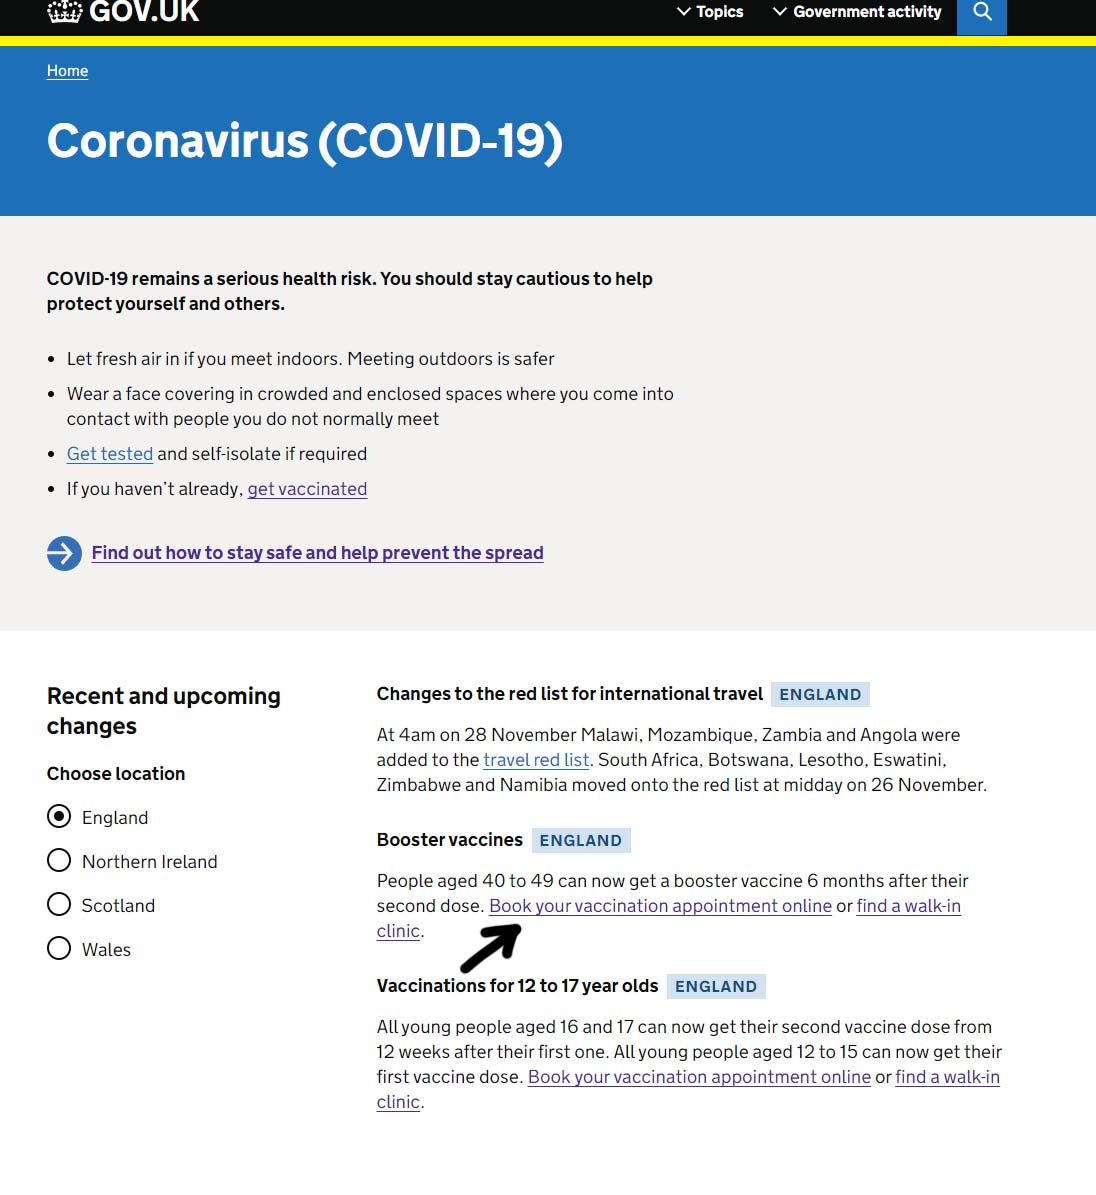 GOV.UK
Topics
Government activity
Home
Coronavirus (COVID-19)
COVID-19 remains a serious health risk. You should stay cautious to help
protect yourself and others.
• Let fresh air in if you meet indoors. Meeting outdoors is safer
• Wear a face covering in crowded and enclosed spaces where you come into
contact with people you do not normally meet
• Get tested and self-isolate if required
• If you haven't already, get vaccinated
Find out how to stay safe and help prevent the spread
Recent and upcoming
changes
Choose location
England
Northern Ireland
Scotland
Wales
Changes to the red list for international travel ENGLAND
At 4am on 28 November Malawi, Mozambique, Zambia and Angola were
added to the travel red list. South Africa, Botswana, Lesotho, Eswatini,
Zimbabwe and Namibia moved onto the red list at midday on 26 November.
Booster vaccines ENGLAND
People aged 40 to 49 can now get a booster vaccine 6 months after their
second dose. Book your vaccination appointment online or find a walk-in
clinic.
Vaccinations for 12 to 17 year olds ENGLAND
All young people aged 16 and 17 can now get their second vaccine dose from
12 weeks after their first one. All young people aged 12 to 15 can now get their
first vaccine dose. Book your vaccination appointment online or find a walk-in
clinic.